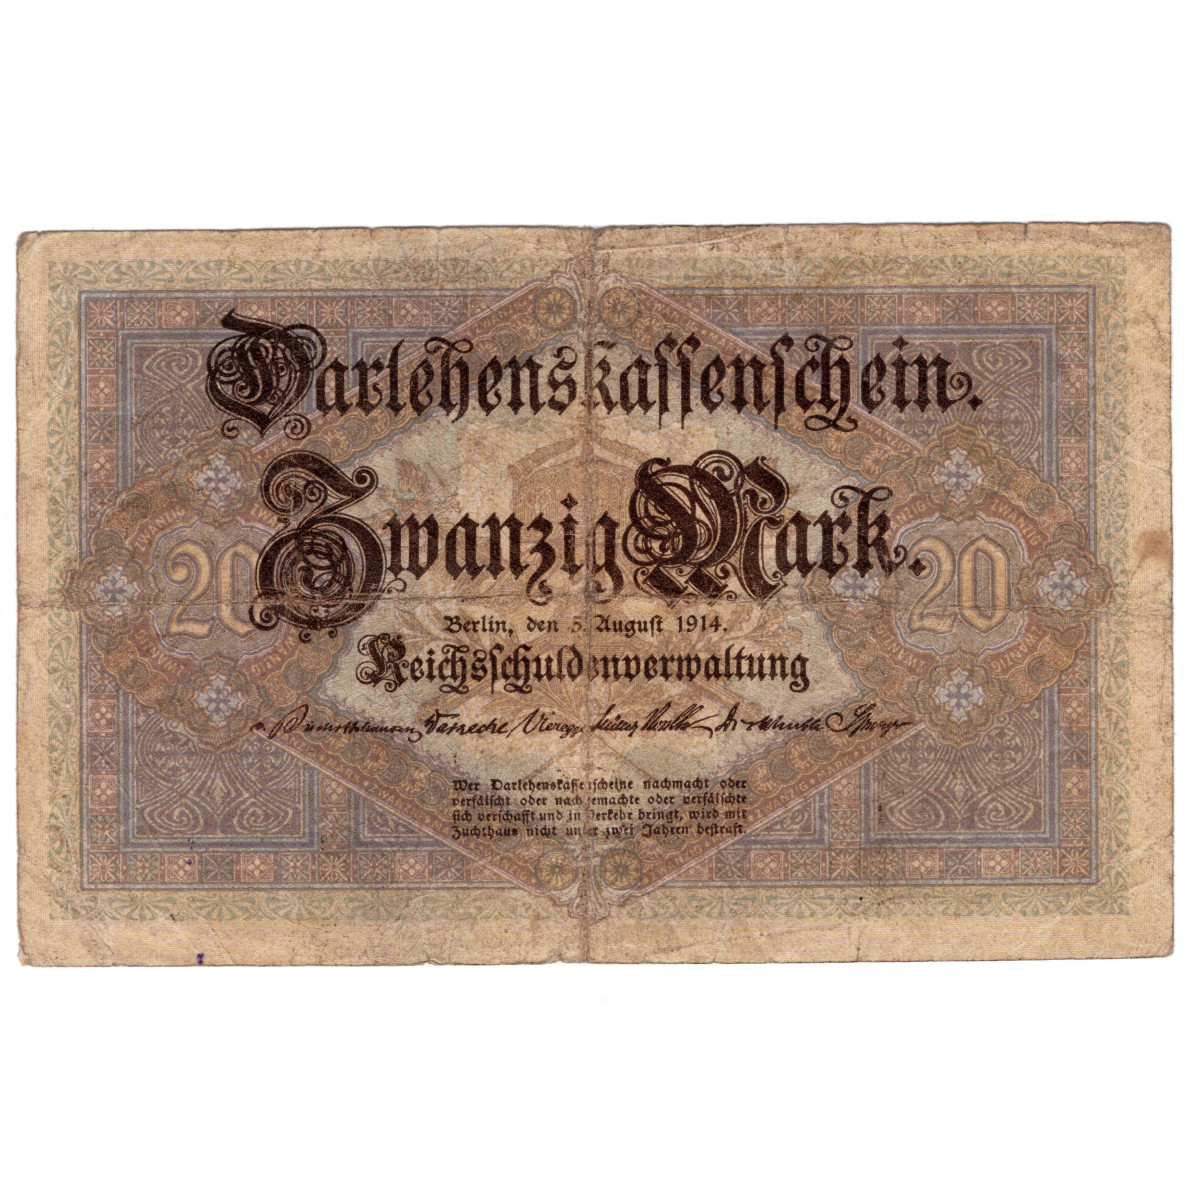 Darlehenskassenschein.
Zwanzig Mark.
20
20
Berlin, den 5. August 1914.
Reichsschuldenverwaltung
Wer Darlehenskassenscheine nachmacht oder
verfälscht oder nachgemachte oder verfälschte
sich verschafft und in Verkehr bringt, wird mit
Zuchthaus nicht unter zwei Jahren bestraft.